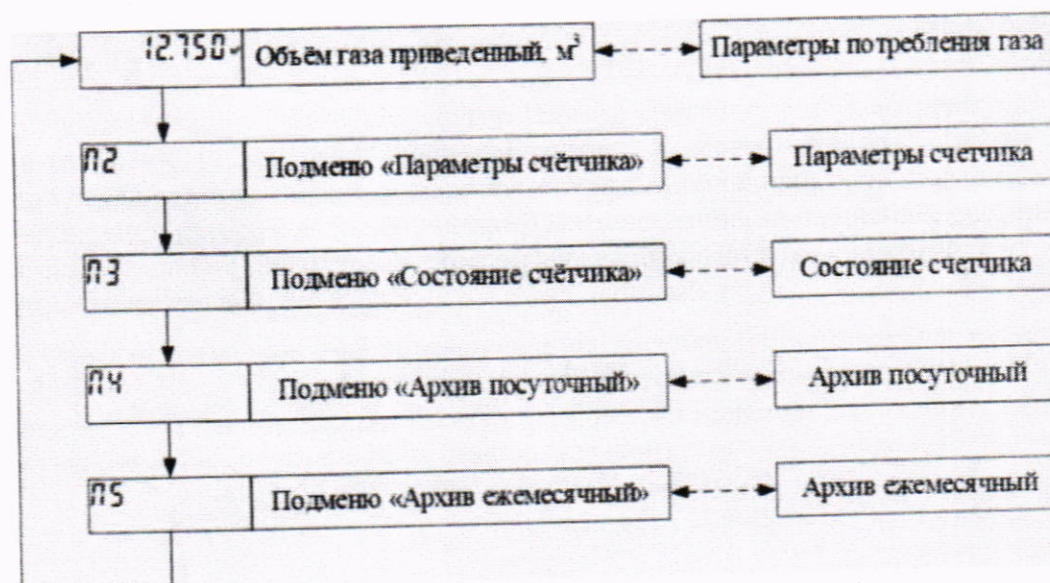 12.750 Объём газа приведенный, м³ Параметры потребления газа
П2 Подменю «Параметры счётчика» Параметры счетчика
П3 Подменю «Состояние счётчика» Состояние счетчика
П4 Подменю «Архив посуточный» Архив посуточный
П5 Подменю «Архив ежемесячный» Архив ежемесячный